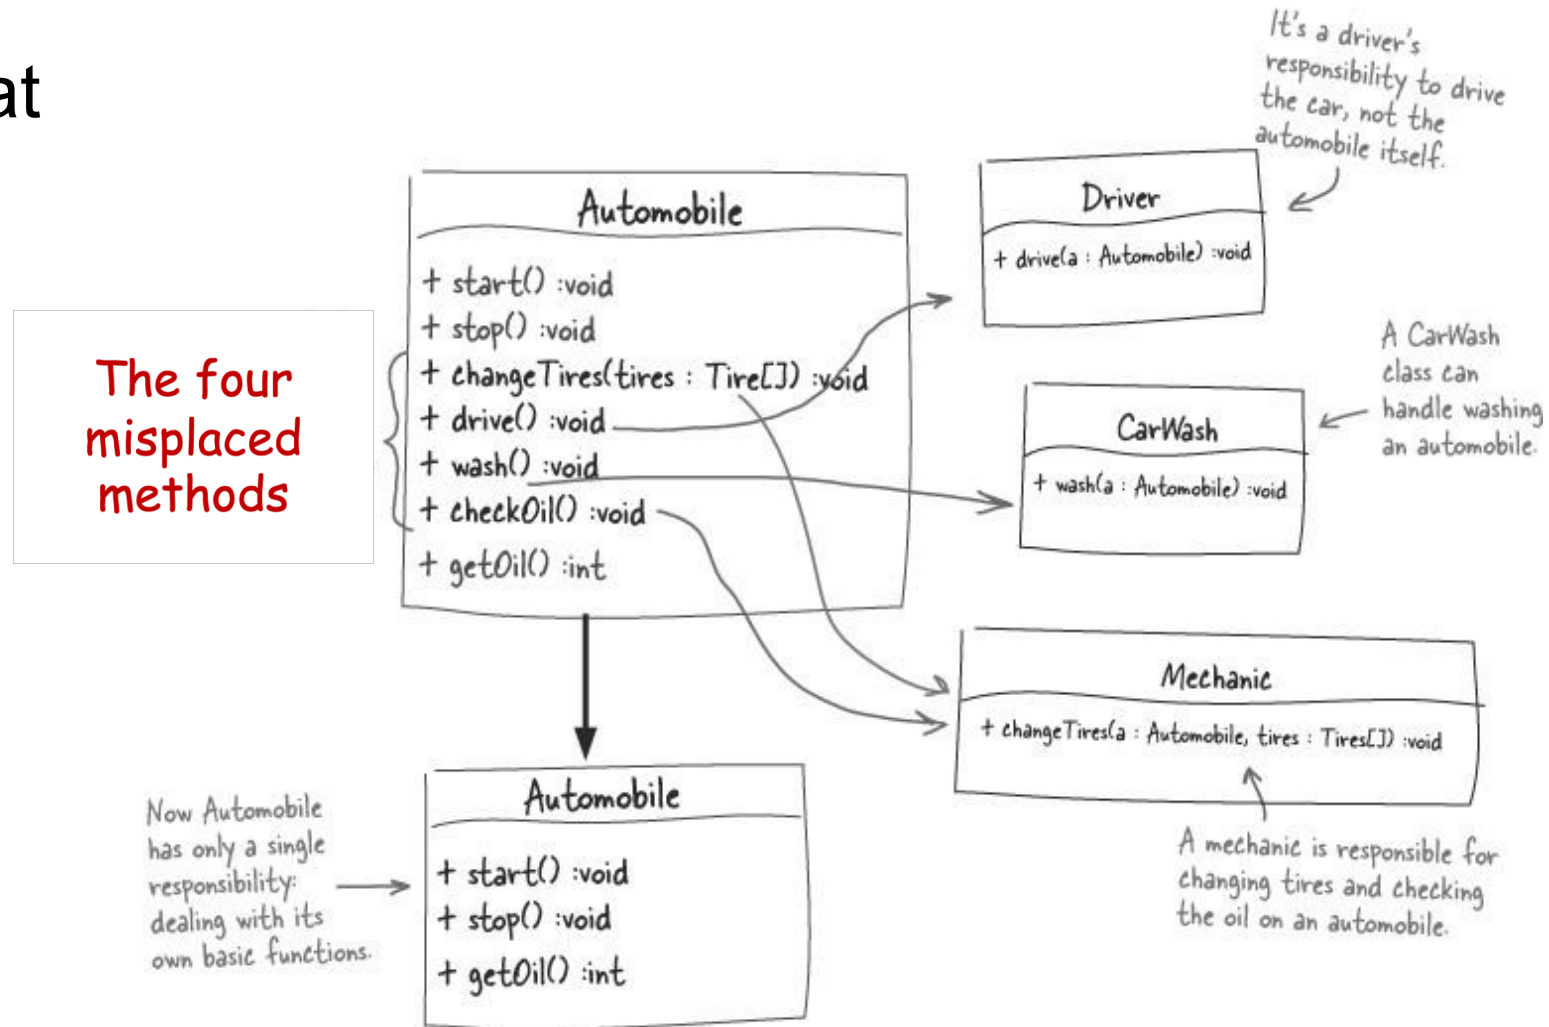 at
It's a driver's
responsibility to drive
the car, not the
automobile itself.
Automobile
+ start() :void
+ stop() :void
+ changeTires(tires : Tire[]) :void
+ drive() :void
+ wash() :void
+ checkOil() :void
+ getOil() :int
The four
misplaced
methods
Driver
+ drive(a : Automobile) :void
CarWash
+ wash(a : Automobile) :void
A CarWash
class can
handle washing
an automobile.
Mechanic
+ changeTires(a : Automobile, tires : Tires[]) :void
A mechanic is responsible for
changing tires and checking
the oil on an automobile.
Now Automobile
has only a single
responsibility:
dealing with its
own basic functions.
Automobile
+ start() :void
+ stop() :void
+ getOil() :int